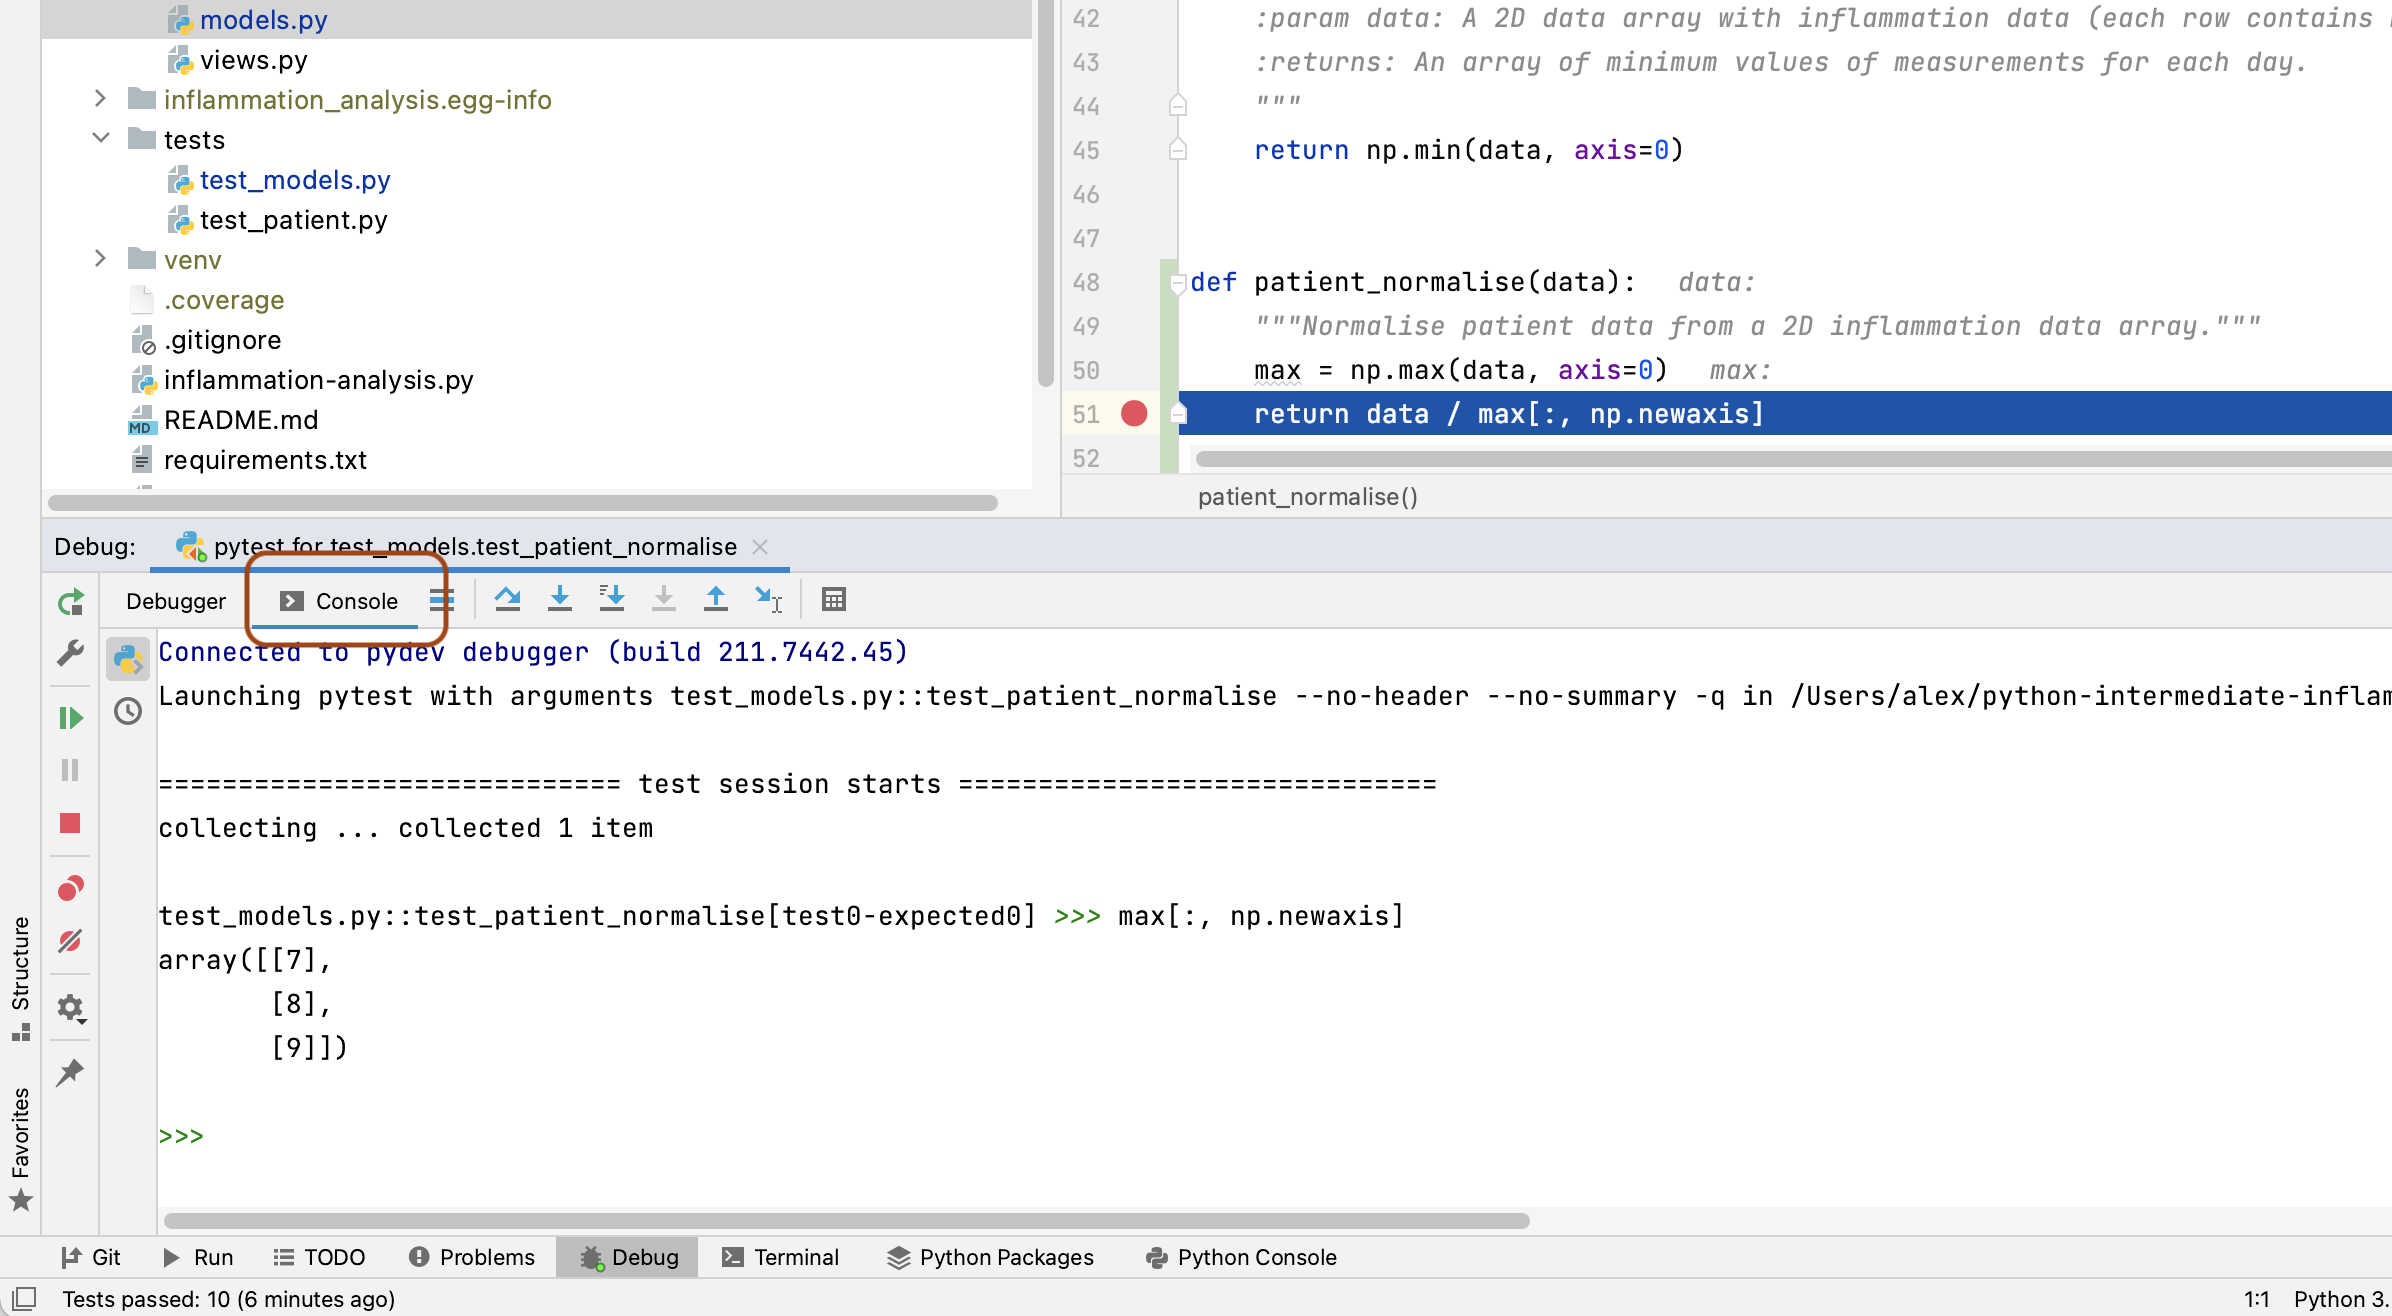 models.py
views.py
inflammation_analysis.egg-info
tests
test_models.py
test_patient.py
venv
.coverage
.gitignore
inflammation-analysis.py
MD README.md
requirements.txt
42 :param data: A 2D data array with inflammation data (each row contains
43 :returns: An array of minimum values of measurements for each day.
44 """
45 return np.min(data, axis=0)
46
47
48 def patient_normalise(data): data:
49 """Normalise patient data from a 2D inflammation data array."""
50 max = np.max(data, axis=0) max:
51 return data / max[:, np.newaxis]
52
patient_normalise()
Debug: pytest for test_models.test_patient_normalise
Debugger Console
Connected to pydev debugger (build 211.7442.45)
Launching pytest with arguments test_models.py::test_patient_normalise --no-header --no-summary -q in /Users/alex/python-intermediate-inflam
============================= test session starts ==============================
collecting ... collected 1 item
test_models.py::test_patient_normalise[test0-expected0] >>> max[:, np.newaxis]
array([[7],
[8],
[9]])
>>>
Structure
Favorites
Git Run TODO Problems Debug Terminal Python Packages Python Console
Tests passed: 10 (6 minutes ago) 1:1 Python 3.